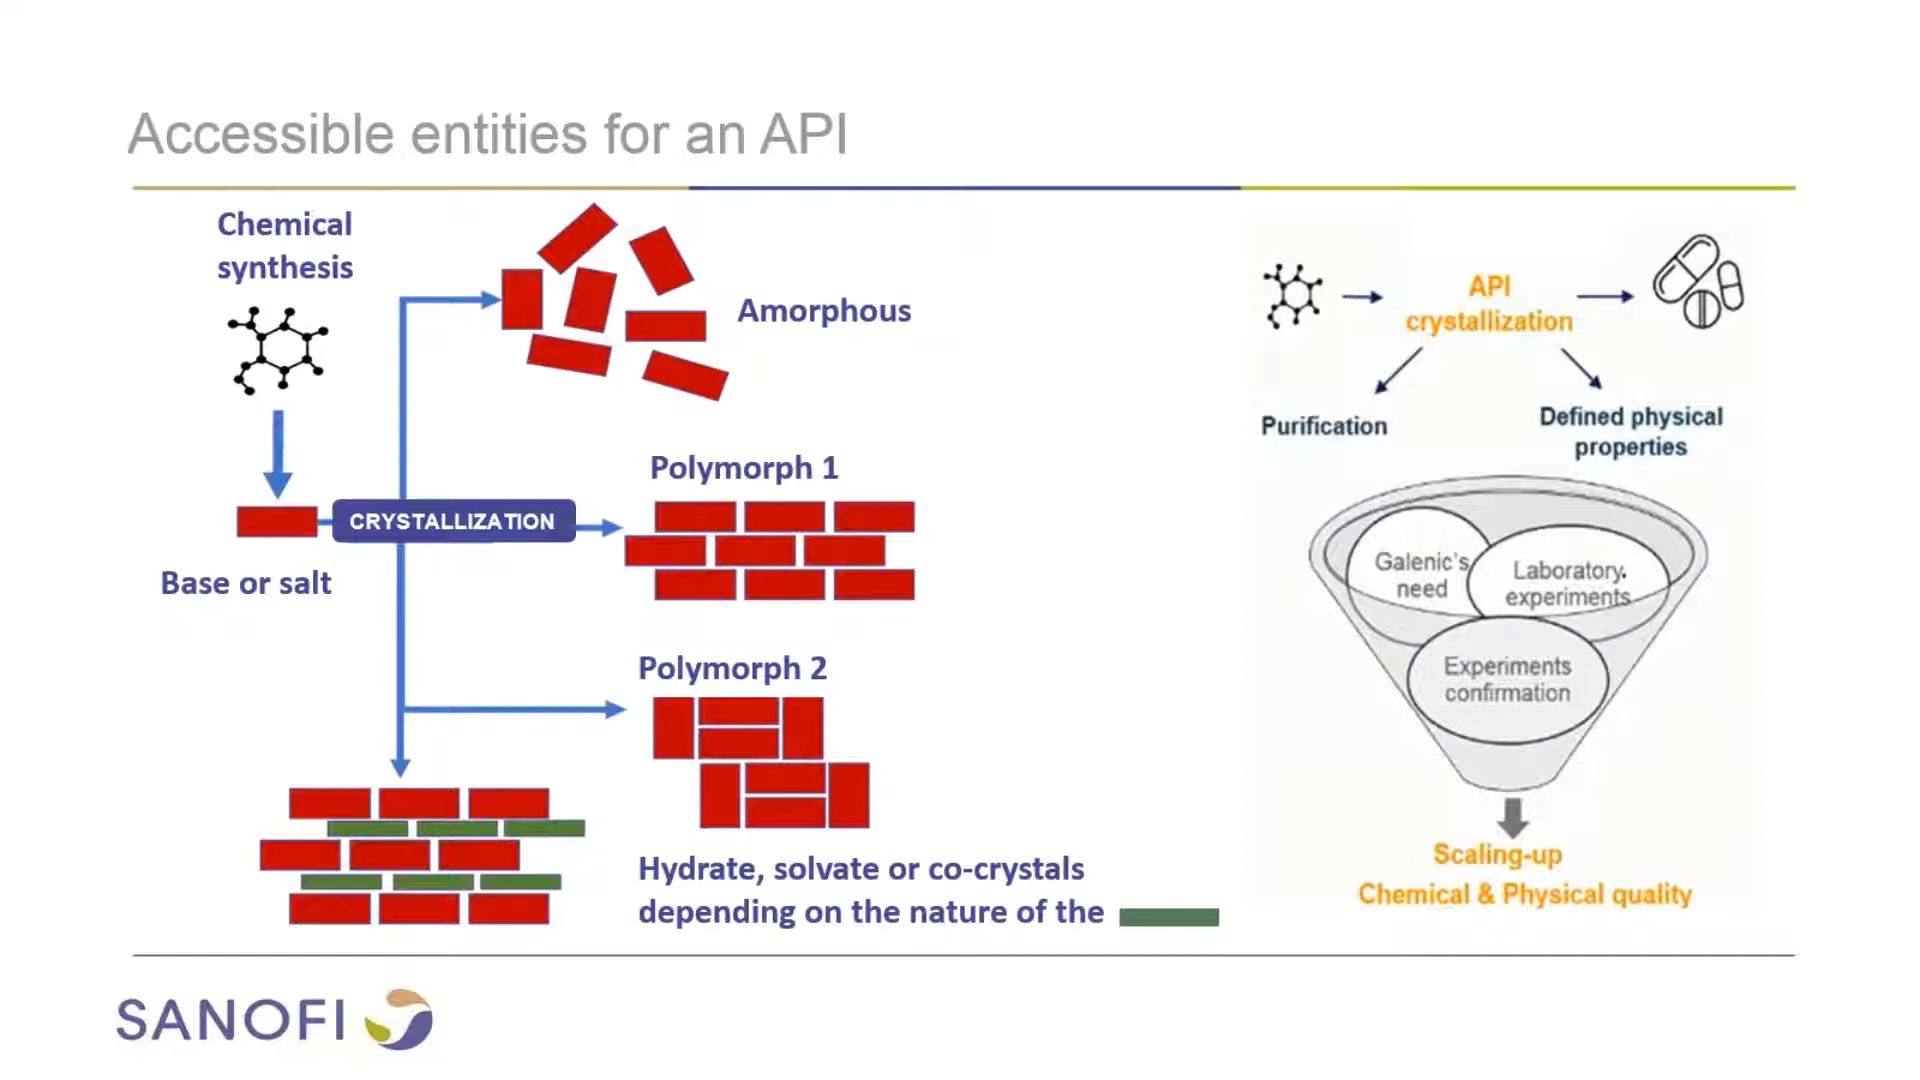 Accessible entities for an API
Chemical
synthesis
Amorphous
Polymorph 1
CRYSTALLIZATION
Base or salt
Polymorph 2
Hydrate, solvate or co-crystals
depending on the nature of the
API
crystallization
Purification
Defined physical
properties
Galenic's
need
Laboratory
experiments
Experiments
confirmation
Scaling-up
Chemical & Physical quality
SANOFI